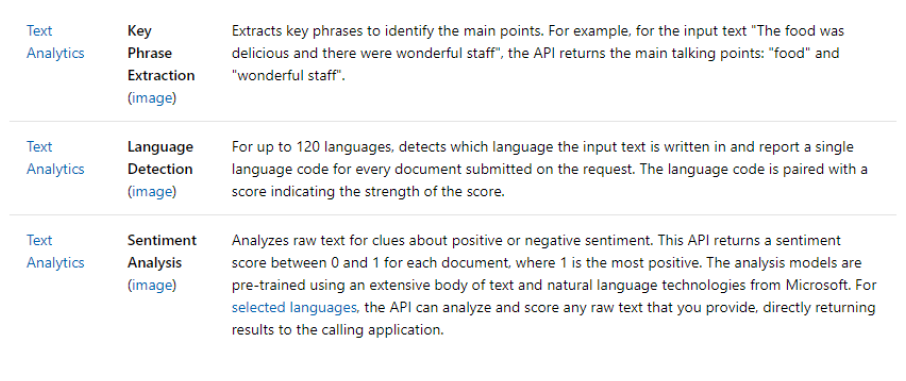 Text Analytics
Key Phrase Extraction (image)
Extracts key phrases to identify the main points. For example, for the input text "The food was
delicious and there were wonderful staff", the API returns the main talking points: "food" and
"wonderful staff".
Text Analytics
Language Detection (image)
For up to 120 languages, detects which language the input text is written in and report a single
language code for every document submitted on the request. The language code is paired with a
score indicating the strength of the score.
Text Analytics
Sentiment Analysis (image)
Analyzes raw text for clues about positive or negative sentiment. This API returns a sentiment
score between 0 and 1 for each document, where 1 is the most positive. The analysis models are
pre-trained using an extensive body of text and natural language technologies from Microsoft. For
selected languages, the API can analyze and score any raw text that you provide, directly returning
results to the calling application.